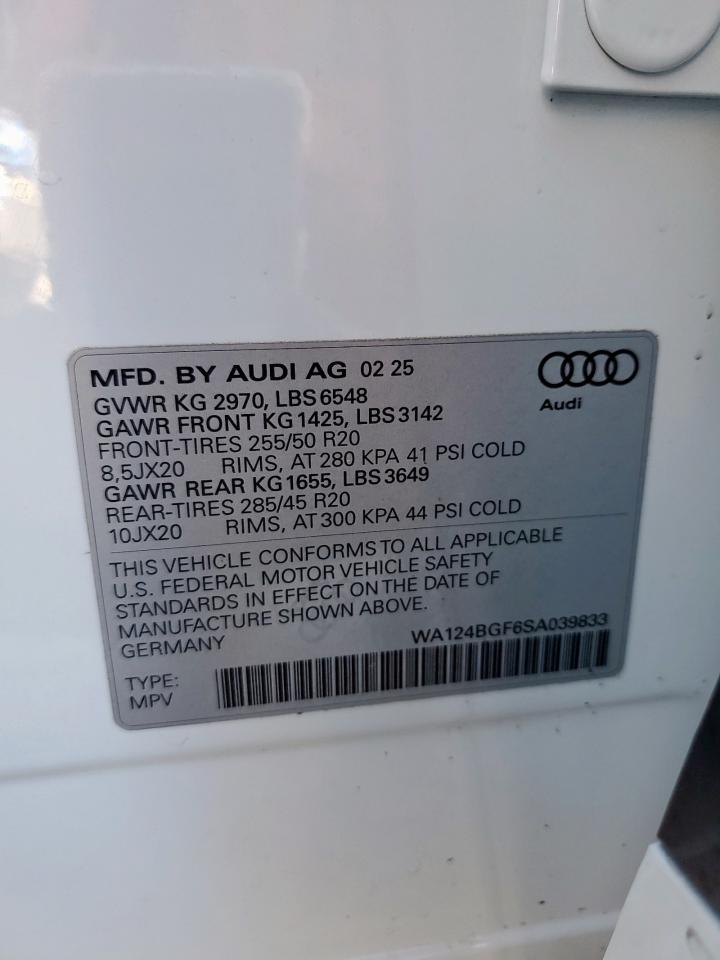 MFD. BY AUDI AG 02 25
GVWR KG 2970, LBS 6548
GAWR FRONT KG 1425, LBS 3142
FRONT-TIRES 255/50 R20
8,5JX20 RIMS, AT 280 KPA 41 PSI COLD
GAWR REAR KG 1655, LBS 3649
REAR-TIRES 285/45 R20
10JX20 RIMS, AT 300 KPA 44 PSI COLD
Audi
THIS VEHICLE CONFORMS TO ALL APPLICABLE
U.S. FEDERAL MOTOR VEHICLE SAFETY
STANDARDS IN EFFECT ON THE DATE OF
MANUFACTURE SHOWN ABOVE.
GERMANY
WA124BGF6SA039833
TYPE:
MPV